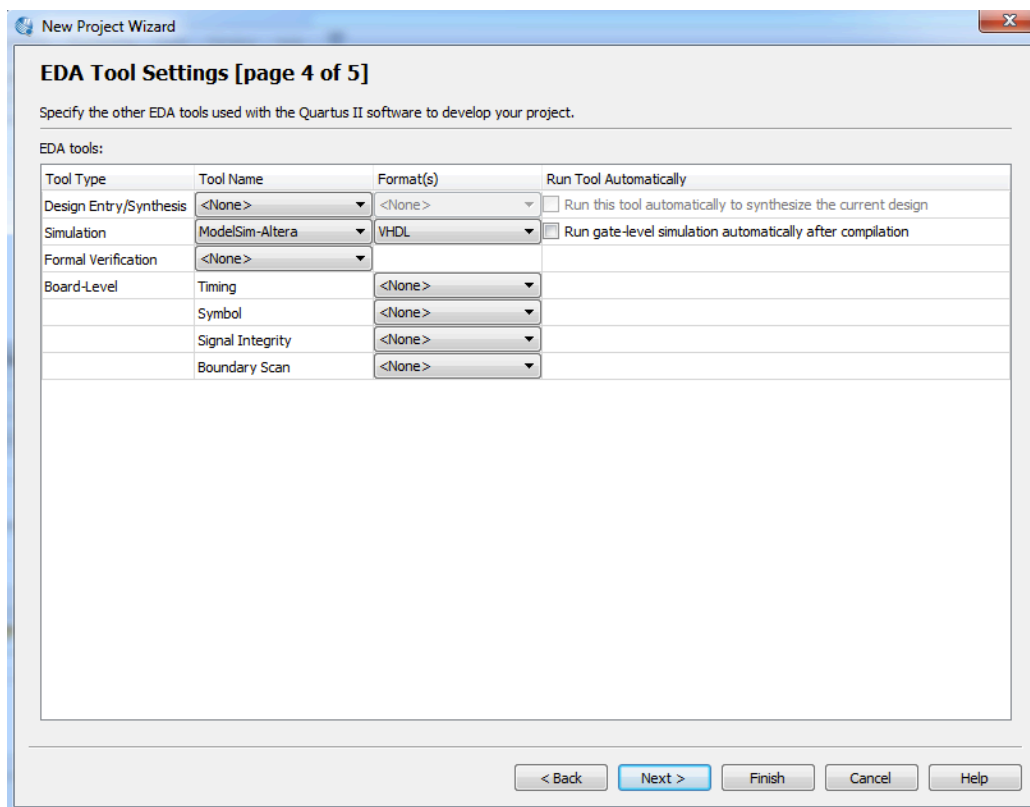 New Project Wizard
X
EDA Tool Settings [page 4 of 5]
Specify the other EDA tools used with the Quartus II software to develop your project.
EDA tools:
Tool Type Tool Name Format(s) Run Tool Automatically
Design Entry/Synthesis <None> <None> Run this tool automatically to synthesize the current design
Simulation ModelSim-Altera VHDL Run gate-level simulation automatically after compilation
Formal Verification <None>
Board-Level Timing <None>
Symbol <None>
Signal Integrity <None>
Boundary Scan <None>
< Back Next > Finish Cancel Help